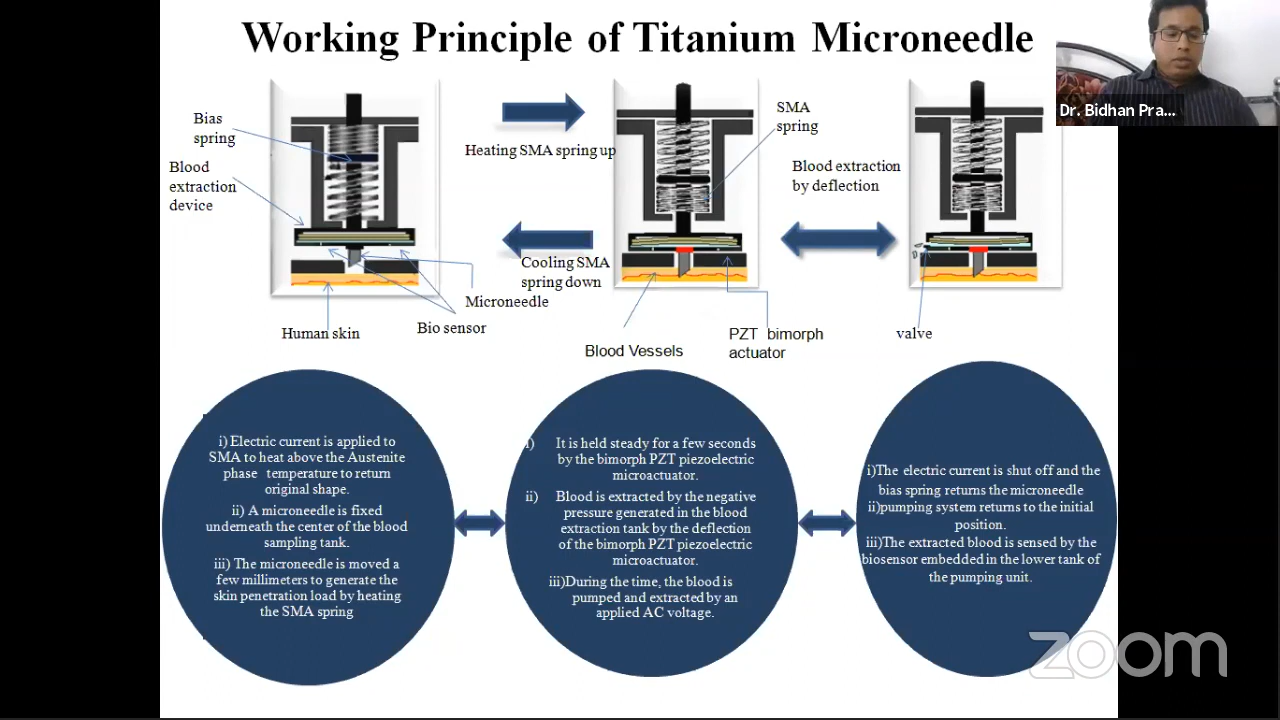 Working Principle of Titanium Microneedle
Dr. Bidhan Pra...
Bias
spring
Blood
extraction
device
Heating SMA spring up
SMA
spring
Blood extraction
by deflection
Cooling SMA
spring down
Microneedle
Human skin
Bio sensor
Blood Vessels
PZT bimorph
actuator
valve
i) Electric current is applied to
SMA to heat above the Austenite
phase temperature to return
original shape.
ii) A microneedle is fixed
underneath the center of the blood
sampling tank.
iii) The microneedle is moved a
few millimeters to generate the
skin penetration load by heating
the SMA spring
i) It is held steady for a few seconds
by the bimorph PZT piezoelectric
microactuator.
ii) Blood is extracted by the negative
pressure generated in the blood
extraction tank by the deflection
of the bimorph PZT piezoelectric
microactuator.
iii)During the time, the blood is
pumped and extracted by an
applied AC voltage.
i)The electric current is shut off and the
bias spring returns the microneedle
ii)pumping system returns to the initial
position.
iii)The extracted blood is sensed by the
biosensor embedded in the lower tank of
the pumping unit.
zoom